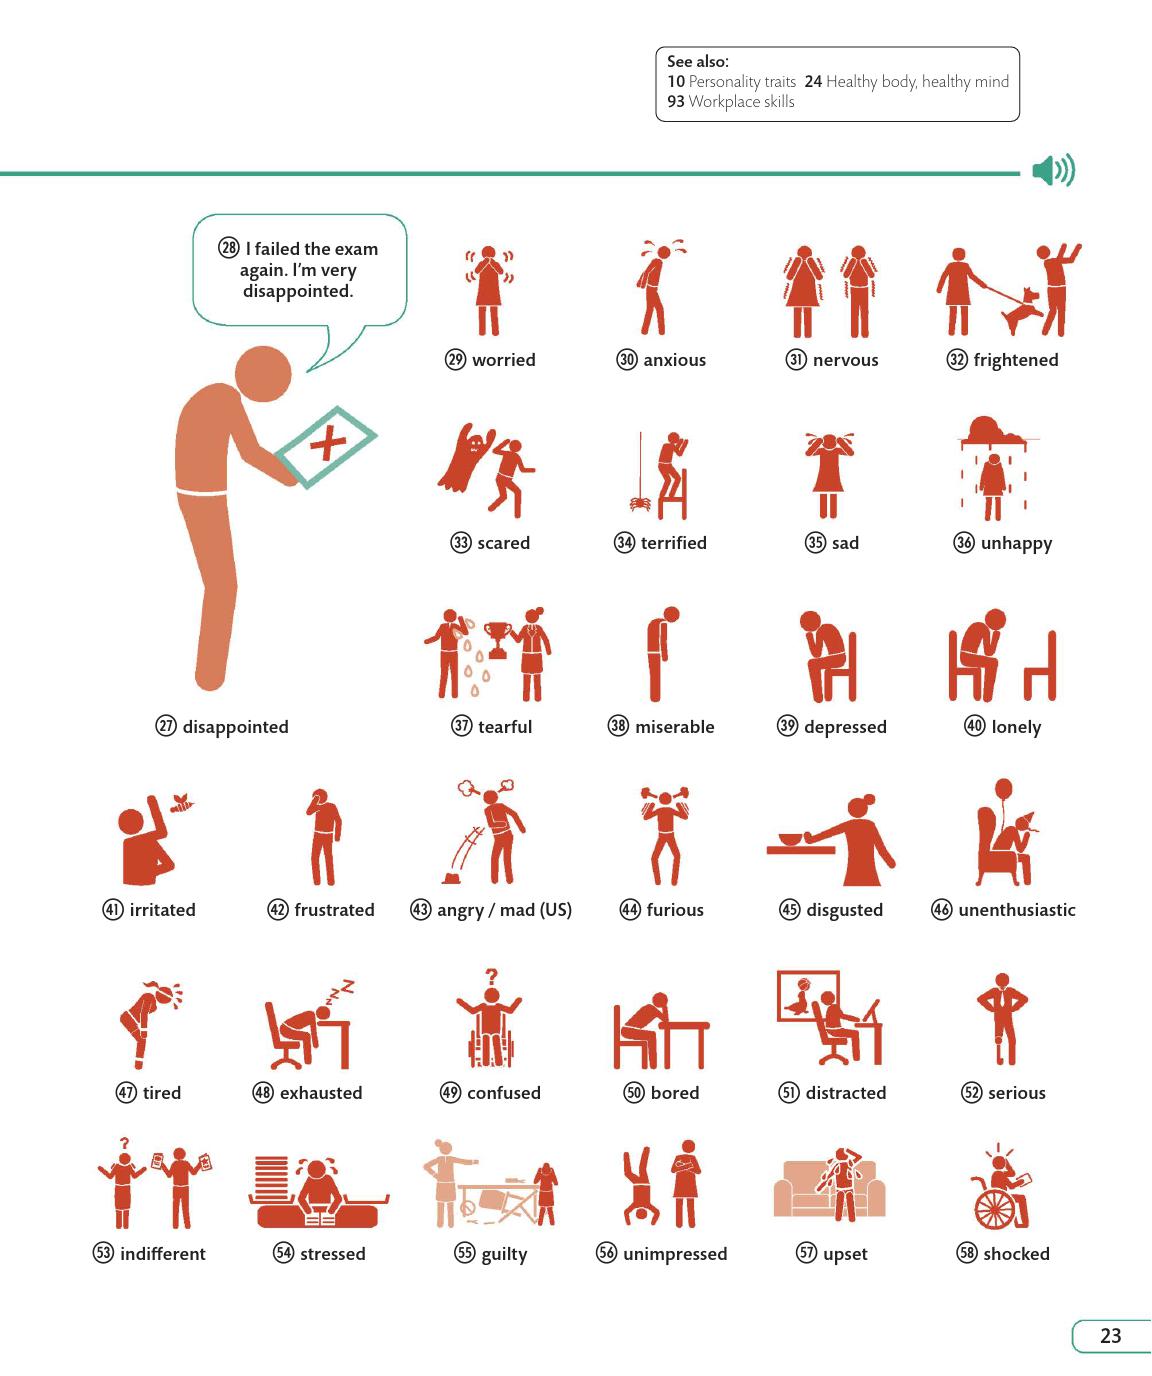 See also:
10 Personality traits 24 Healthy body, healthy mind
93 Workplace skills
28 I failed the exam
again. I'm very
disappointed.
27 disappointed
29 worried
30 anxious
31 nervous
32 frightened
33 scared
34 terrified
35 sad
36 unhappy
37 tearful
38 miserable
39 depressed
40 lonely
41 irritated
42 frustrated
43 angry / mad (US)
44 furious
45 disgusted
46 unenthusiastic
?
zzZ
47 tired
48 exhausted
49 confused
50 bored
51 distracted
52 serious
?
53 indifferent
54 stressed
55 guilty
56 unimpressed
57 upset
58 shocked
23